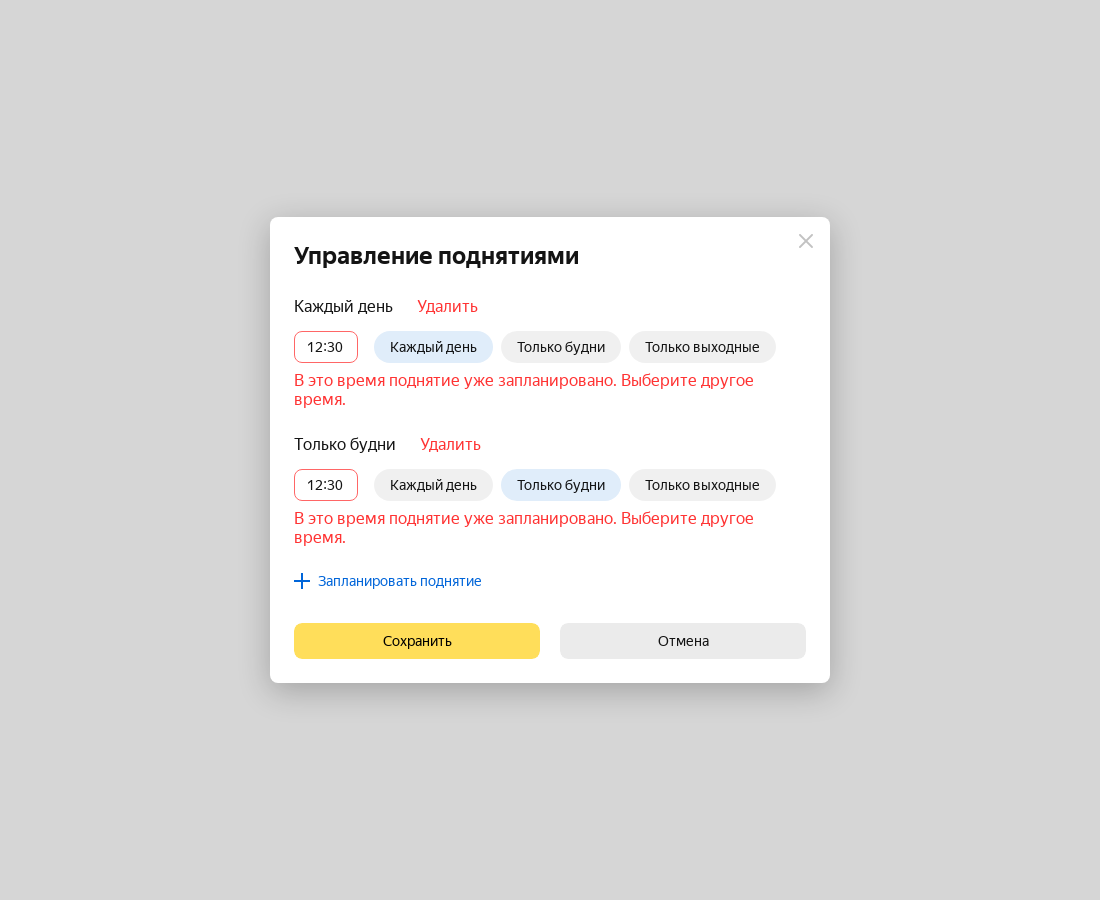 Управление поднятиями
Каждый день Удалить
12:30 Каждый день Только будни Только выходные
В это время поднятие уже запланировано. Выберите другое
время.
Только будни Удалить
12:30 Каждый день Только будни Только выходные
В это время поднятие уже запланировано. Выберите другое
время.
Запланировать поднятие
Сохранить Отмена